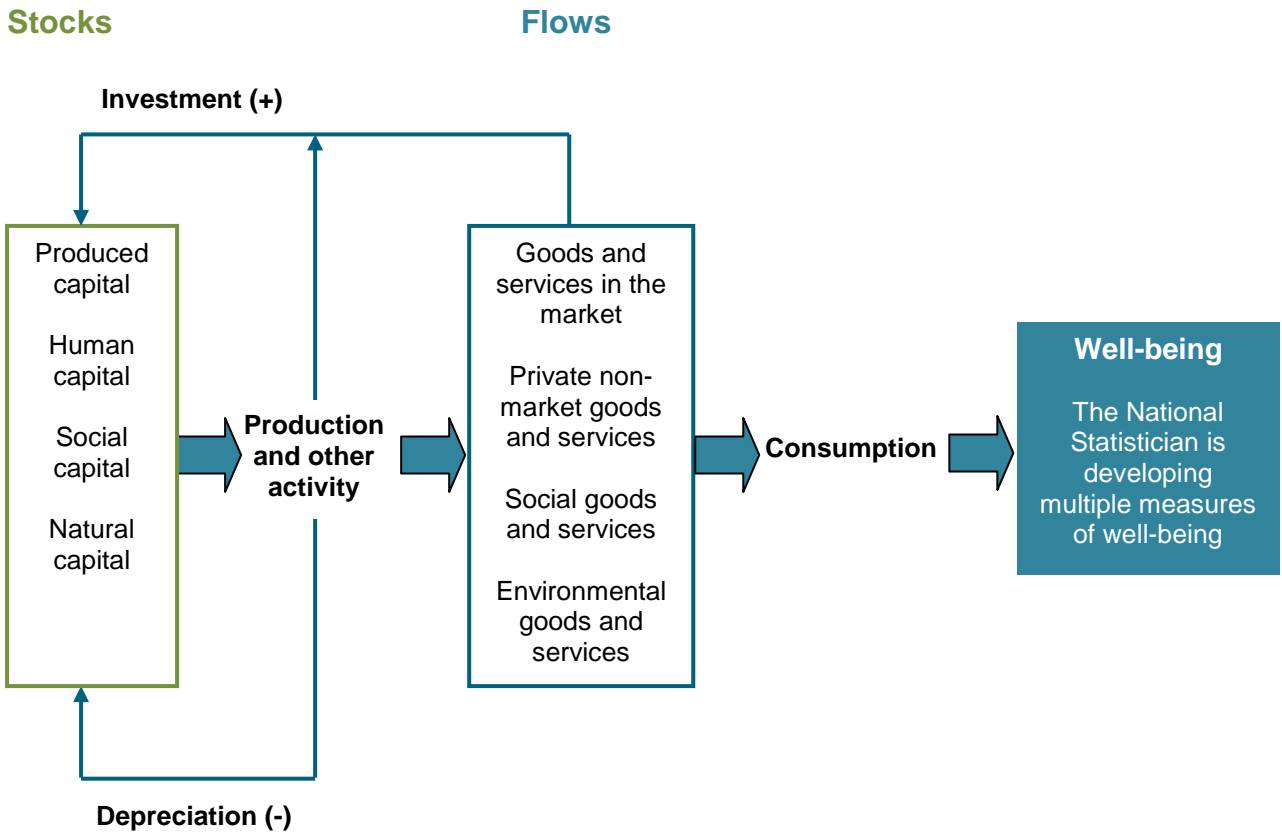 Stocks
Flows
Investment (+)
Produced
capital
Human
capital
Social
capital
Natural
capital
Production
and other
activity
Goods and
services in the
market
Private non-
market goods
and services
Social goods
and services
Environmental
goods and
services
Consumption
Well-being
The National
Statistician is
developing
multiple measures
of well-being
Depreciation (-)